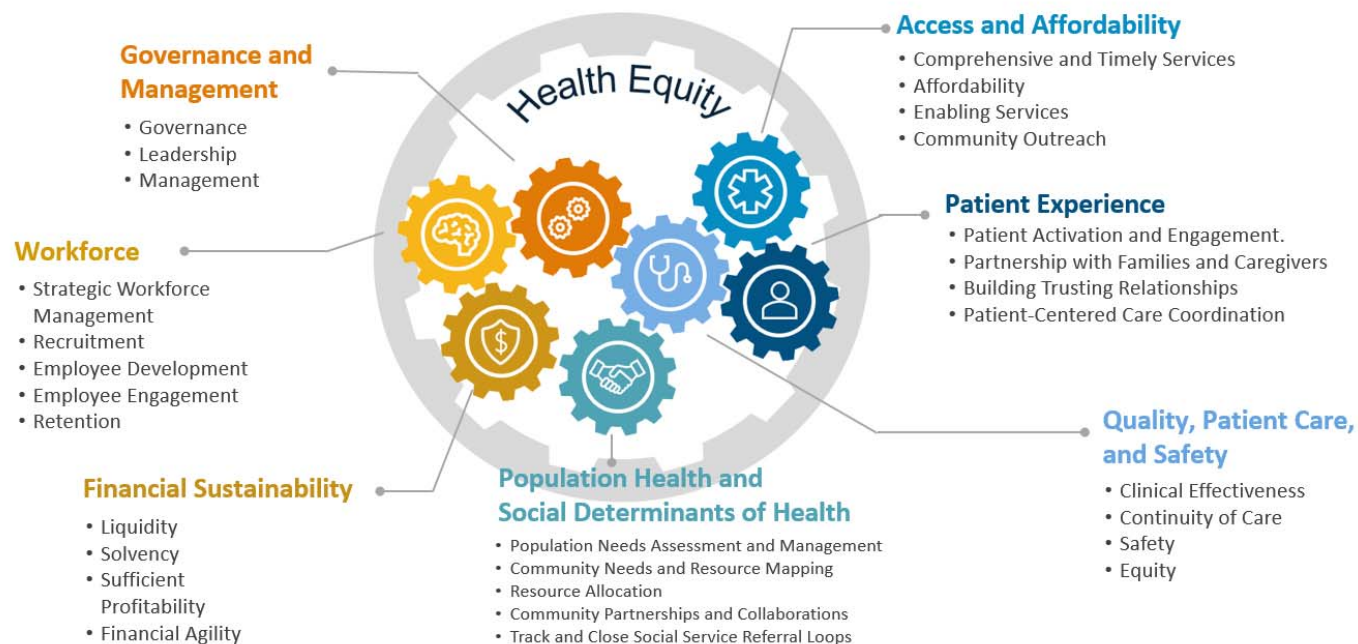 Health Equity
Governance and
Management
• Governance
• Leadership
• Management
Workforce
• Strategic Workforce
Management
• Recruitment
• Employee Development
• Employee Engagement
• Retention
Financial Sustainability
• Liquidity
• Solvency
• Sufficient
Profitability
• Financial Agility
Population Health and
Social Determinants of Health
• Population Needs Assessment and Management
• Community Needs and Resource Mapping
• Resource Allocation
• Community Partnerships and Collaborations
• Track and Close Social Service Referral Loops
Access and Affordability
• Comprehensive and Timely Services
• Affordability
• Enabling Services
• Community Outreach
Patient Experience
• Patient Activation and Engagement.
• Partnership with Families and Caregivers
• Building Trusting Relationships
• Patient-Centered Care Coordination
Quality, Patient Care,
and Safety
• Clinical Effectiveness
• Continuity of Care
• Safety
• Equity
$